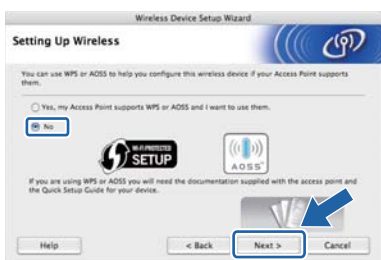 Wireless Device Setup Wizard
Setting Up Wireless
You can use WPS or AOSS to help you configure this wireless device if your Access Point supports
them.
Yes, my Access Point supports WPS or AOSS and I want to use them.
No
Wi-Fi PROTECTED
SETUP
AOSS
If you are using WPS or AOSS you will need the documentation supplied with the access point and
the Quick Setup Guide for your device.
Help
< Back
Next >
Cancel